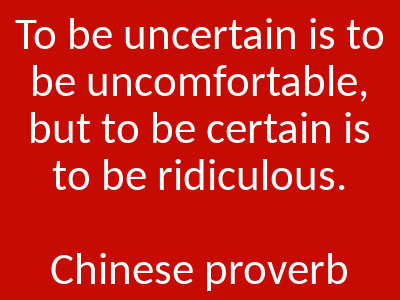 To be uncertain is to
be uncomfortable,
but to be certain is
to be ridiculous.
Chinese proverb